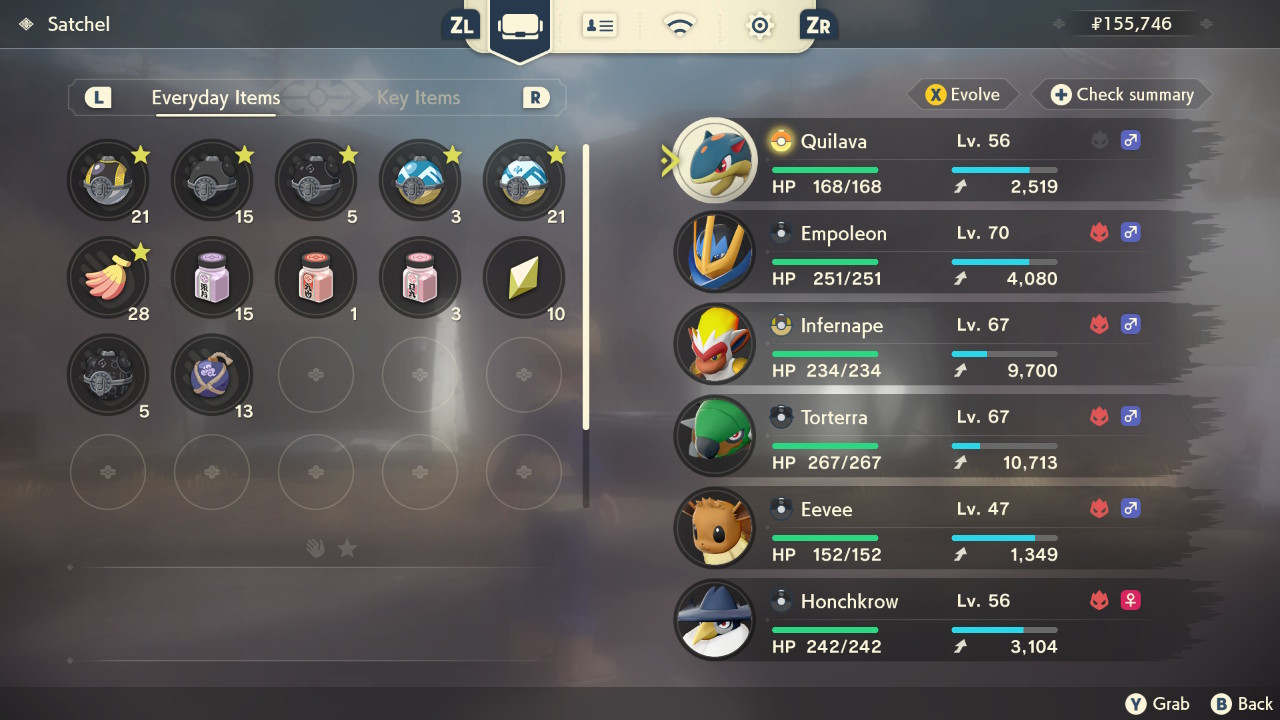 Satchel
ZL
ZR
₽155,746
L
Everyday Items
Key Items
R
X Evolve
+ Check summary
21
15
5
3
21
28
15
1
3
10
5
13
Quilava
Lv. 56
HP 168/168
2,519
Empoleon
Lv. 70
HP 251/251
4,080
Infernape
Lv. 67
HP 234/234
9,700
Torterra
Lv. 67
HP 267/267
10,713
Eevee
Lv. 47
HP 152/152
1,349
Honchkrow
Lv. 56
HP 242/242
3,104
Y Grab
B Back